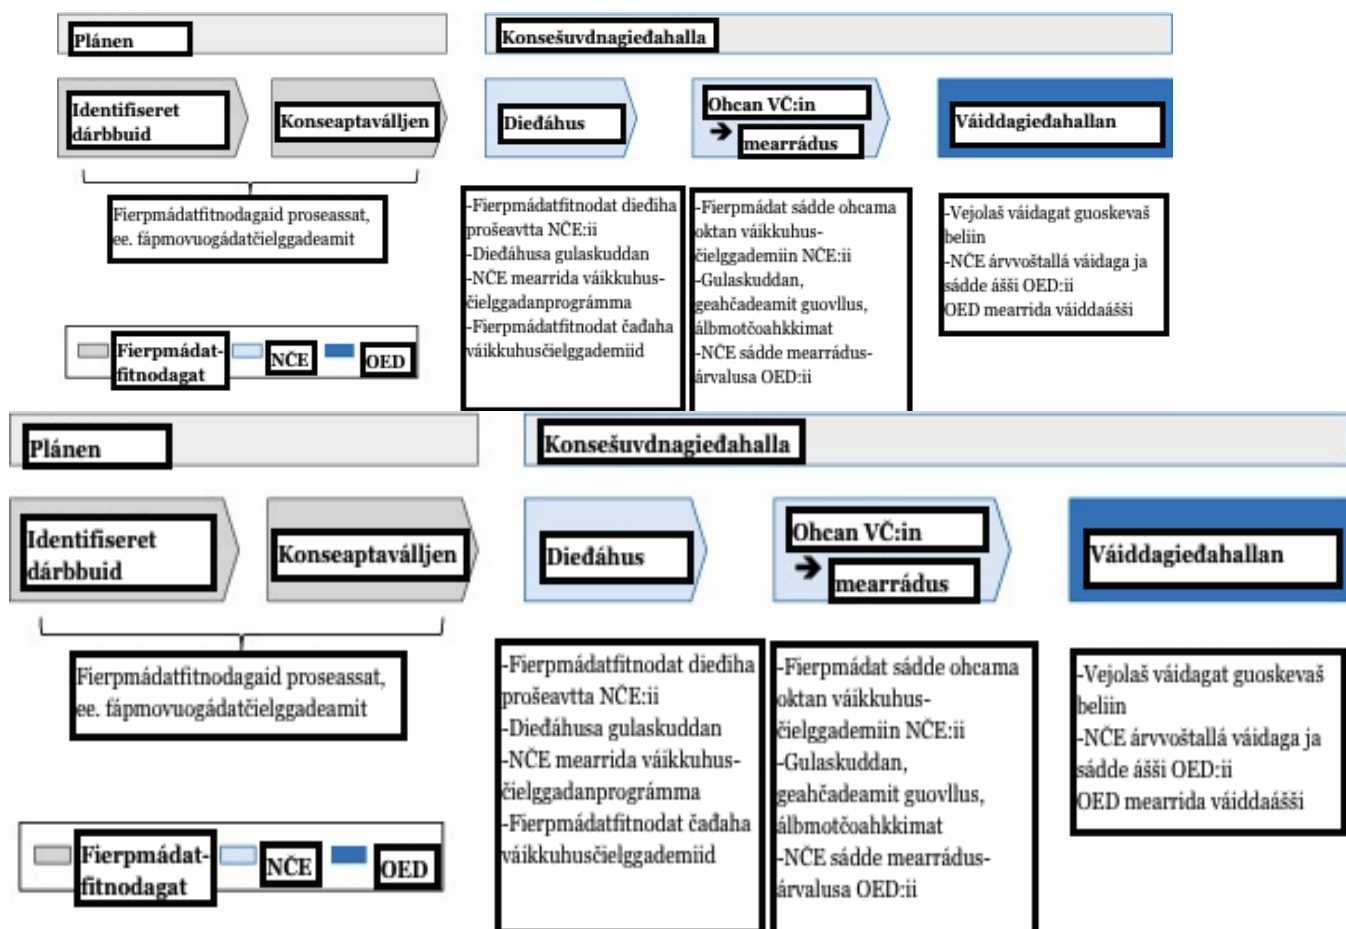 Plánen
Konsešuvdnagieđahalla
Identifiseret
dárbbuid
Konseaptaválljen
Dieđáhus
Ohcan VČ:in
➔ mearrádus
Váiddagieđahallan
Fierpmádatfitnodagaid proseassat,
ee. fápmovuogádatčielggadeamit
-Fierpmádatfitnodat dieđiha
prošeavtta NČE:ii
-Dieđáhusa gulaskuddan
-NČE mearrida váikkuhus-
čielggadanprográmma
-Fierpmádatfitnodat čađaha
váikkuhusčielggademiid
-Fierpmádat sádde ohcama
oktan váikkuhus-
čielggademiin NČE:ii
-Gulaskuddan,
geahčadeamit guovllus,
álbmotčoahkkimat
-NČE sádde mearrádus-
árvalusa OED:ii
-Vejolaš váidagat guoskevaš
beliin
-NČE árvvoštallá váidaga ja
sádde ášši OED:ii
OED mearrida váiddaášši
Fierpmádat-
fitnodagat
NČE
OED
Plánen
Konsešuvdnagieđahalla
Identifiseret
dárbbuid
Konseaptaválljen
Dieđáhus
Ohcan VČ:in
➔ mearrádus
Váiddagieđahallan
Fierpmádatfitnodagaid proseassat,
ee. fápmovuogádatčielggadeamit
-Fierpmádatfitnodat dieđiha
prošeavtta NČE:ii
-Dieđáhusa gulaskuddan
-NČE mearrida váikkuhus-
čielggadanprográmma
-Fierpmádatfitnodat čađaha
váikkuhusčielggademiid
-Fierpmádat sádde ohcama
oktan váikkuhus-
čielggademiin NČE:ii
-Gulaskuddan,
geahčadeamit guovllus,
álbmotčoahkkimat
-NČE sádde mearrádus-
árvalusa OED:ii
-Vejolaš váidagat guoskevaš
beliin
-NČE árvvoštallá váidaga ja
sádde ášši OED:ii
OED mearrida váiddaášši
Fierpmádat-
fitnodagat
NČE
OED